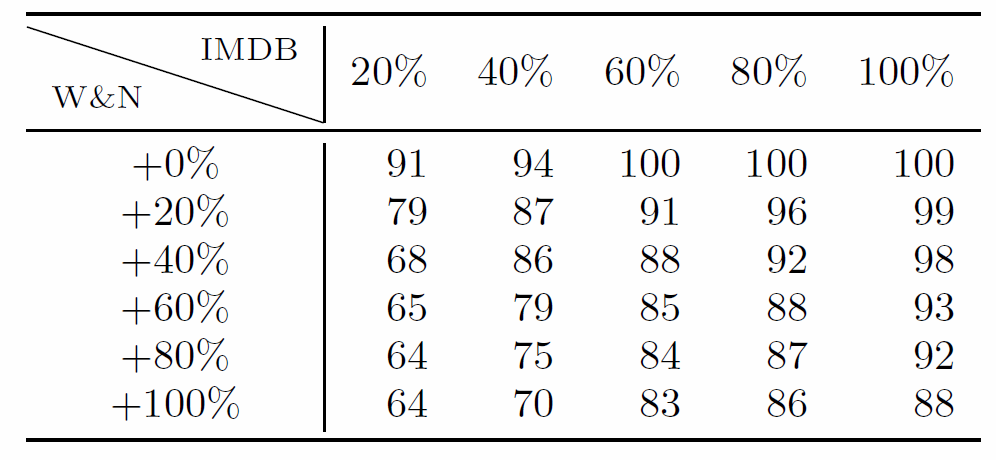 IMDB
W&N
20% 40% 60% 80% 100%
+0% 91 94 100 100 100
+20% 79 87 91 96 99
+40% 68 86 88 92 98
+60% 65 79 85 88 93
+80% 64 75 84 87 92
+100% 64 70 83 86 88